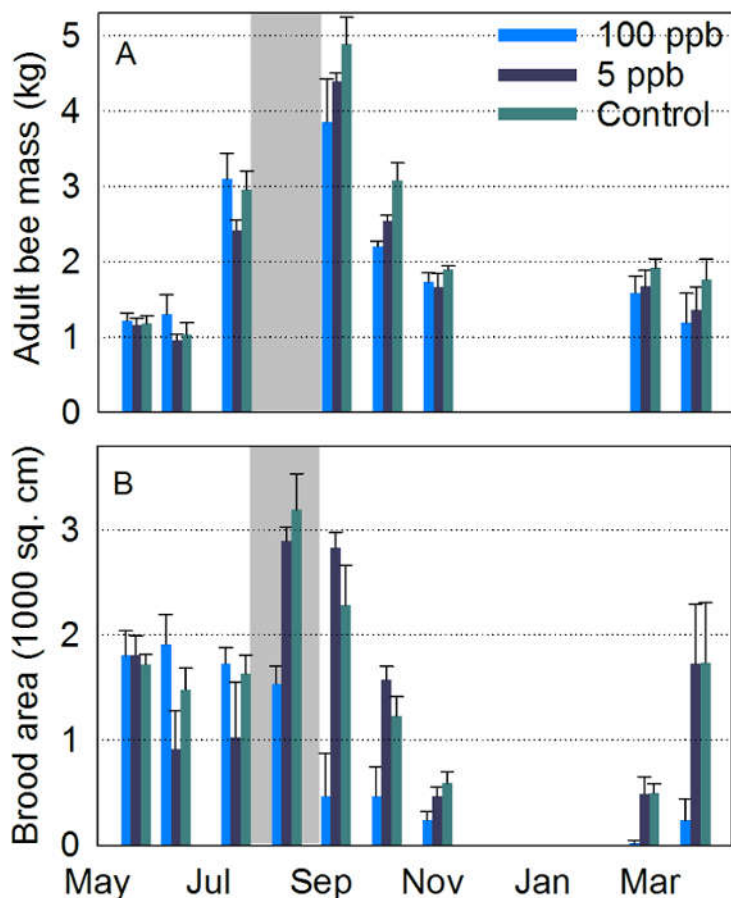 Adult bee mass (kg)
5
4
3
2
1
0
A
100 ppb
5 ppb
Control
Brood area (1000 sq. cm)
3
2
1
0
B
May Jul Sep Nov Jan Mar